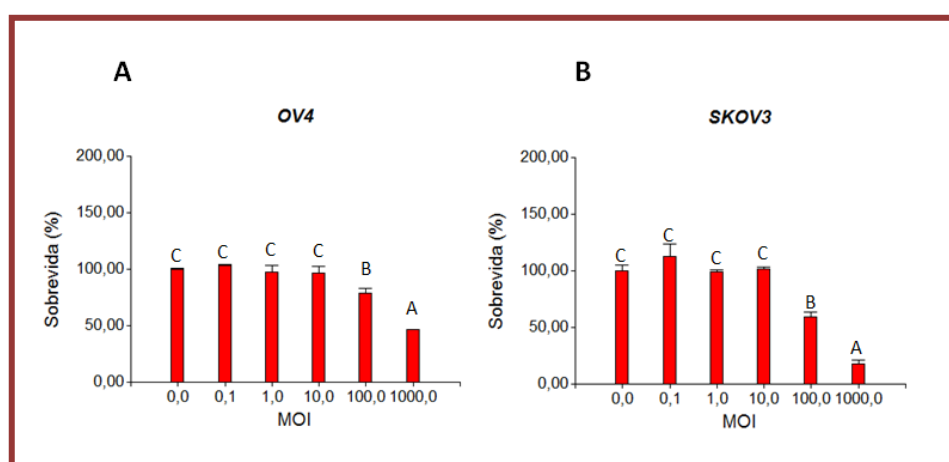 A
OV4
200,00
150,00
100,00
50,00
0,00
Sobrevida (%)
C C C C B A
0,0 0,1 1,0 10,0 100,0 1000,0
MOI
B
SKOV3
200,00
150,00
100,00
50,00
0,00
Sobrevida (%)
C C C C B A
0,0 0,1 1,0 10,0 100,0 1000,0
MOI